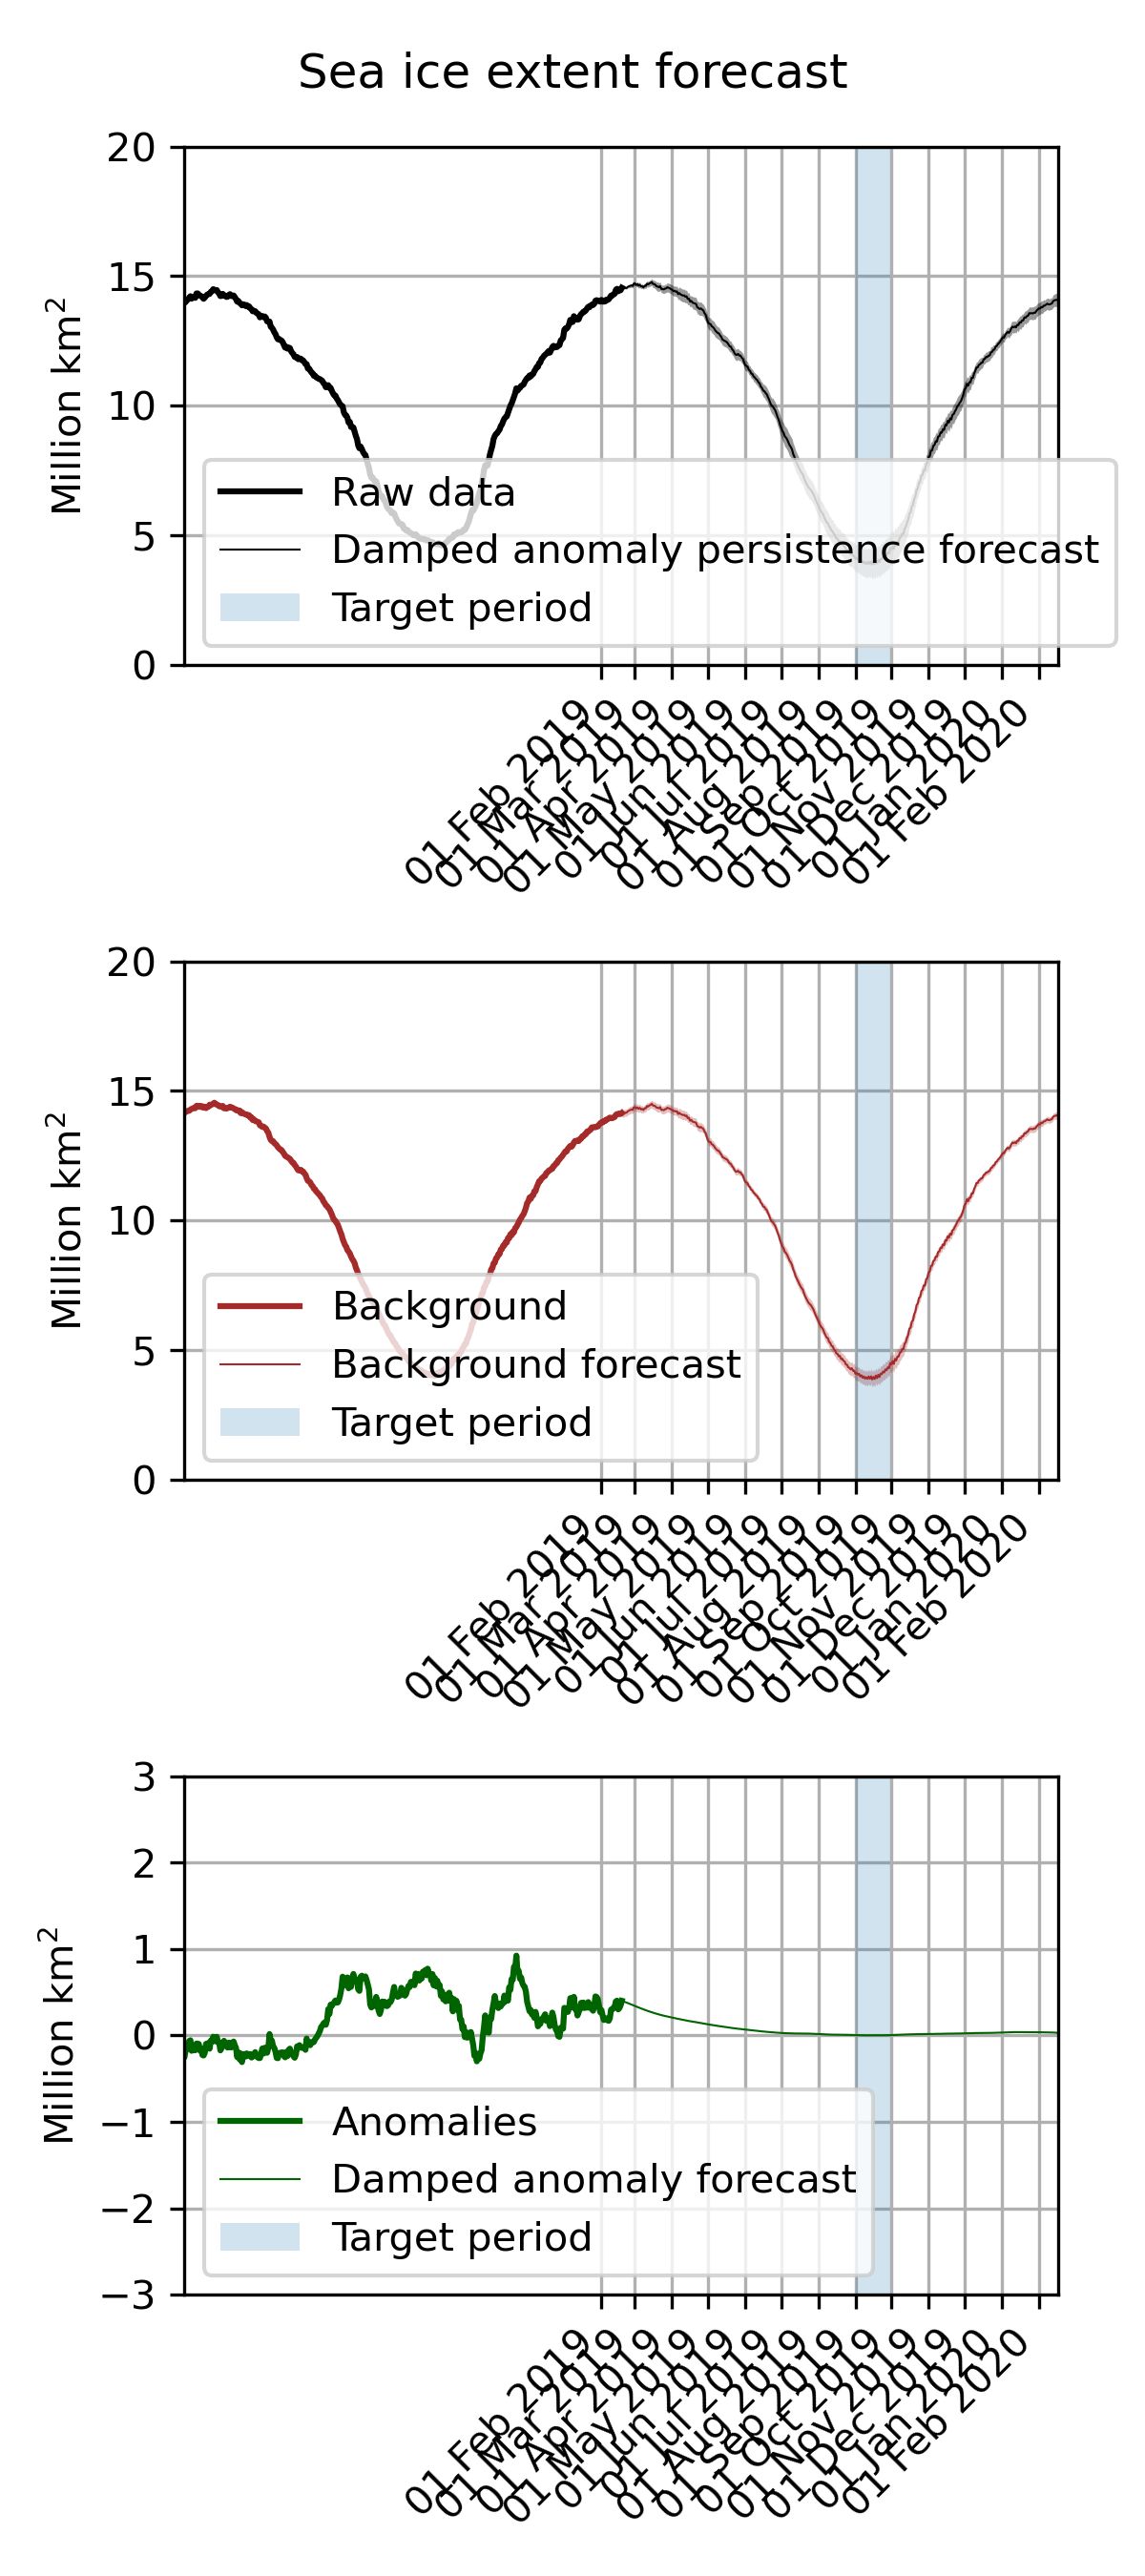 Sea ice extent forecast
20
15
10
5
0
Million km²
Raw data
Damped anomaly persistence forecast
Target period
01 Feb 2019
01 Mar 2019
01 Apr 2019
01 May 2019
01 Jun 2019
01 Jul 2019
01 Aug 2019
01 Sep 2019
01 Oct 2019
01 Nov 2019
01 Dec 2019
01 Jan 2020
01 Feb 2020
20
15
10
5
0
Million km²
Background
Background forecast
Target period
01 Feb 2019
01 Mar 2019
01 Apr 2019
01 May 2019
01 Jun 2019
01 Jul 2019
01 Aug 2019
01 Sep 2019
01 Oct 2019
01 Nov 2019
01 Dec 2019
01 Jan 2020
01 Feb 2020
3
2
1
0
−1
−2
−3
Million km²
Anomalies
Damped anomaly forecast
Target period
01 Feb 2019
01 Mar 2019
01 Apr 2019
01 May 2019
01 Jun 2019
01 Jul 2019
01 Aug 2019
01 Sep 2019
01 Oct 2019
01 Nov 2019
01 Dec 2019
01 Jan 2020
01 Feb 2020